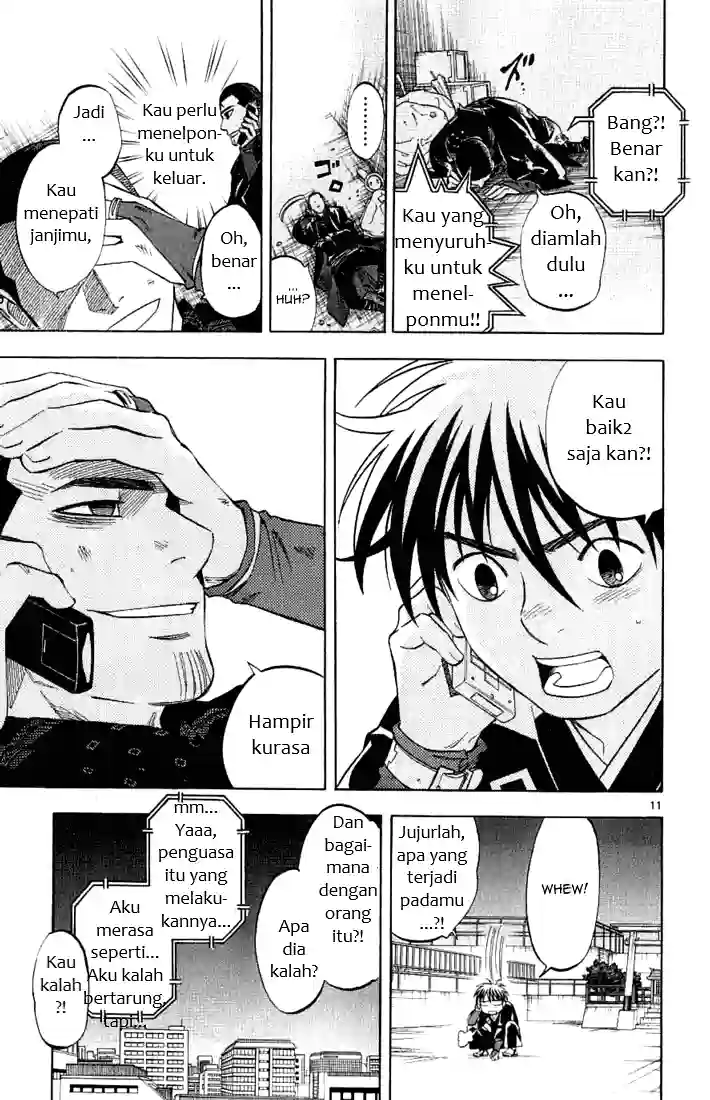 Bang?!
Benar
kan?!
Oh,
diamlah
dulu
...
Kau yang
menyuruh-
ku untuk
menel-
ponmu!!
ズ"
........
ゴロ
...
HUH?
Kau perlu
menelpon-
ku untuk
keluar.
Oh,
benar
...
Jadi
...
Kau
menepati
janjimu,
Kau
baik2
saja kan?!
Hampir
kurasa
11
WHEW!
Jujurlah,
apa yang
terjadi
padamu
...?!
Dan
bagai-
mana
dengan
orang
itu?!
Apa
dia
kalah?
mm...
Yaaa,
penguasa
itu yang
melaku-
kannya...
Aku
merasa
seperti...
Aku kalah
bertarung,
tapi..
Kau
kalah
?!